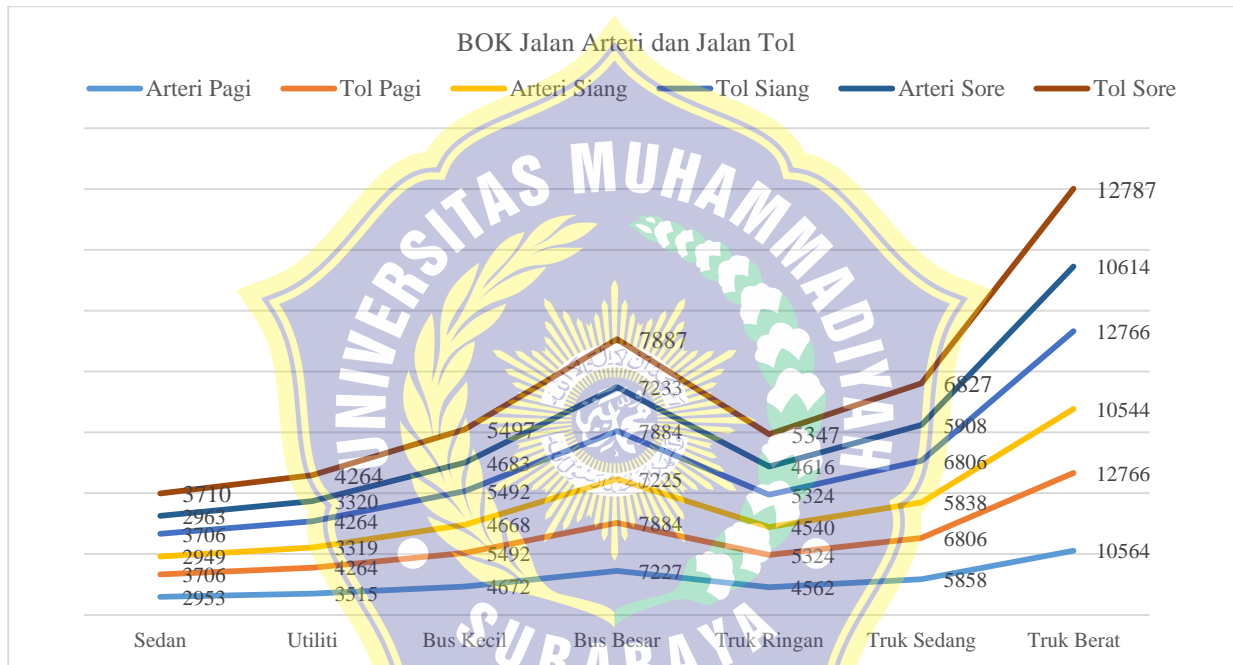 BOK Jalan Arteri dan Jalan Tol
Arteri Pagi Tol Pagi Arteri Siang Tol Siang Arteri Sore Tol Sore
UNIVERSITAS MUHAMMADIYAH
SURABAYA
3710 4264 5497 7887 5347 6827 12787
2963 3320 4683 7233 4616 5908 10614
3706 4264 5492 7884 5324 6806 12766
2949 3319 4668 7225 4540 5838 10544
3706 4264 5492 7884 5324 6806 12766
2953 3515 4672 7227 4562 5858 10564
Sedan Utiliti Bus Kecil Bus Besar Truk Ringan Truk Sedang Truk Berat